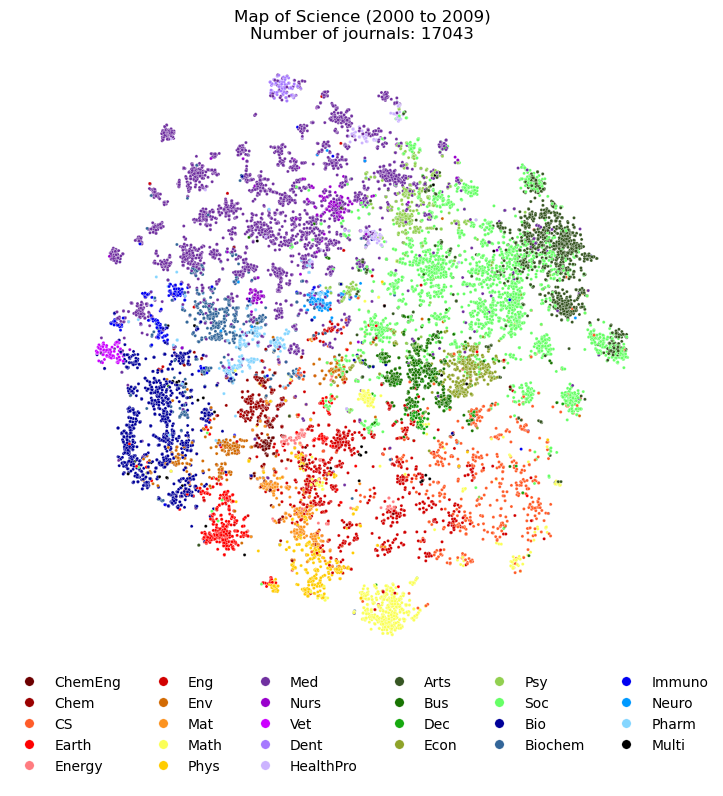 Map of Science (2000 to 2009)
Number of journals: 17043
ChemEng
Chem
CS
Earth
Energy
Eng
Env
Mat
Math
Phys
Med
Nurs
Vet
Dent
HealthPro
Arts
Bus
Dec
Econ
Psy
Soc
Bio
Biochem
Immuno
Neuro
Pharm
Multi